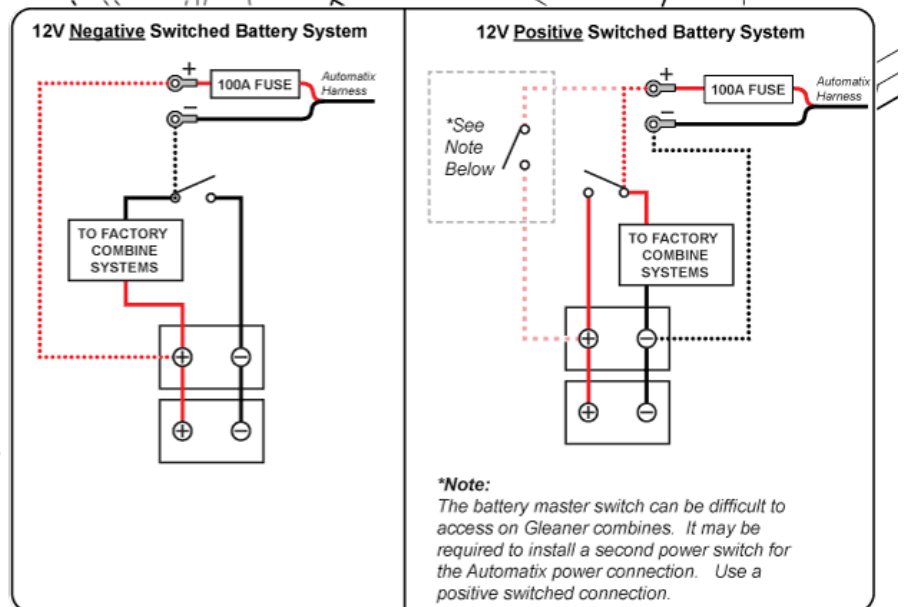 12V Negative Switched Battery System
+
100A FUSE
Automatix
Harness
−
TO FACTORY
COMBINE
SYSTEMS
+ −
+ −
12V Positive Switched Battery System
+
100A FUSE
Automatix
Harness
−
*See
Note
Below
TO FACTORY
COMBINE
SYSTEMS
+ −
+ −
*Note:
The battery master switch can be difficult to
access on Gleaner combines. It may be
required to install a second power switch for
the Automatix power connection. Use a
positive switched connection.